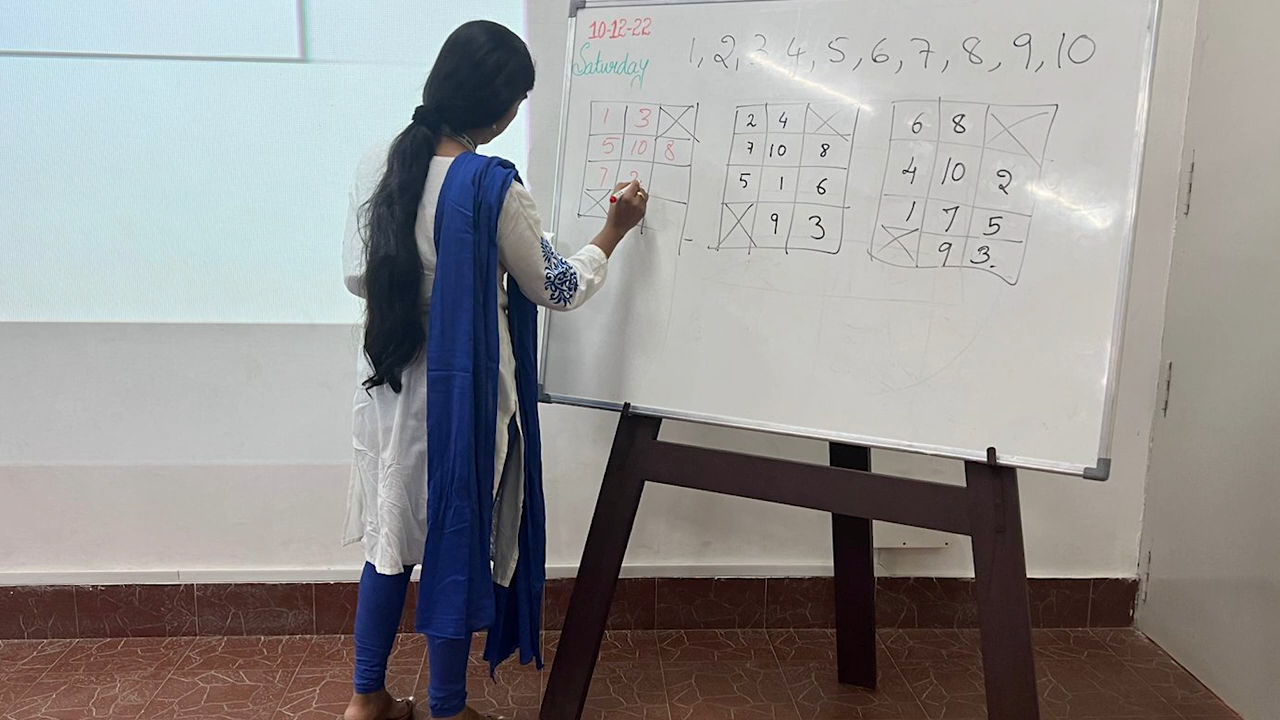 10-12-22
Saturday
1, 2, 3, 4, 5, 6, 7, 8, 9, 10
1 3
5 10 8
7
2 4
7 10 8
5 1 6
9 3
6 8
4 10 2
1 7 5
9 3.